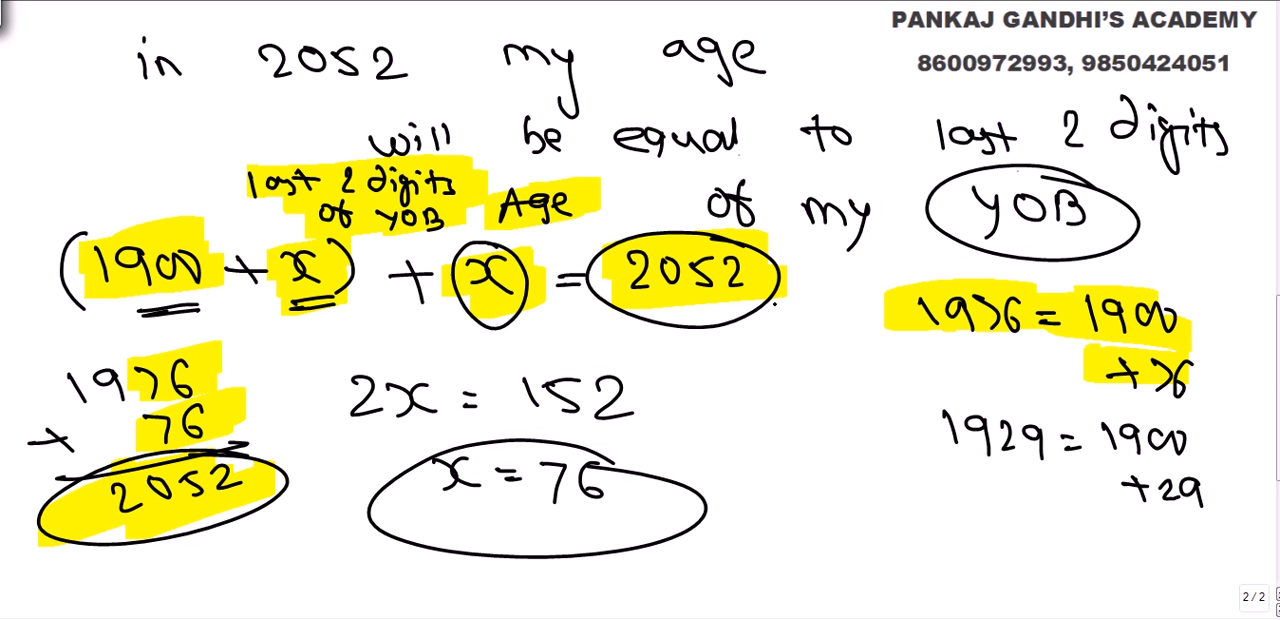 PANKAJ GANDHI'S ACADEMY
8600972993, 9850424051
in 2052 my age
will be equal to last 2 digits
of my YOB
last 2 digits
of YOB
Age
(1900 + x) + x = 2052
1976 = 1900
+ 76
1976
+ 76
2052
2x = 152
x = 76
1929 = 1900
+ 29
2 / 2